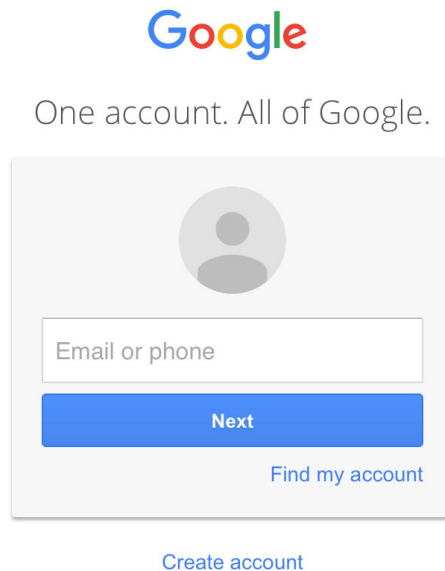 Google
One account. All of Google.
Email or phone
Next
Find my account
Create account